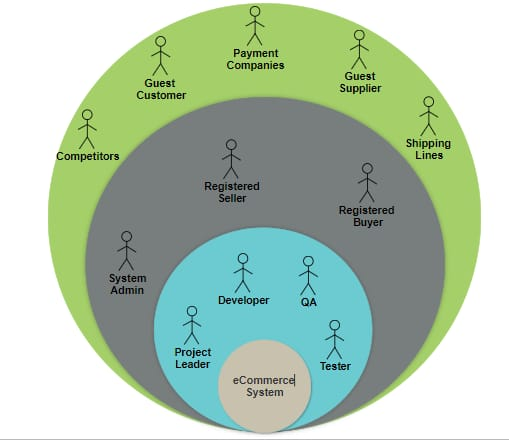 Payment
Companies
Guest
Customer
Guest
Supplier
Competitors
Shipping
Lines
Registered
Seller
Registered
Buyer
System
Admin
Developer
QA
Project
Leader
Tester
eCommerce
System